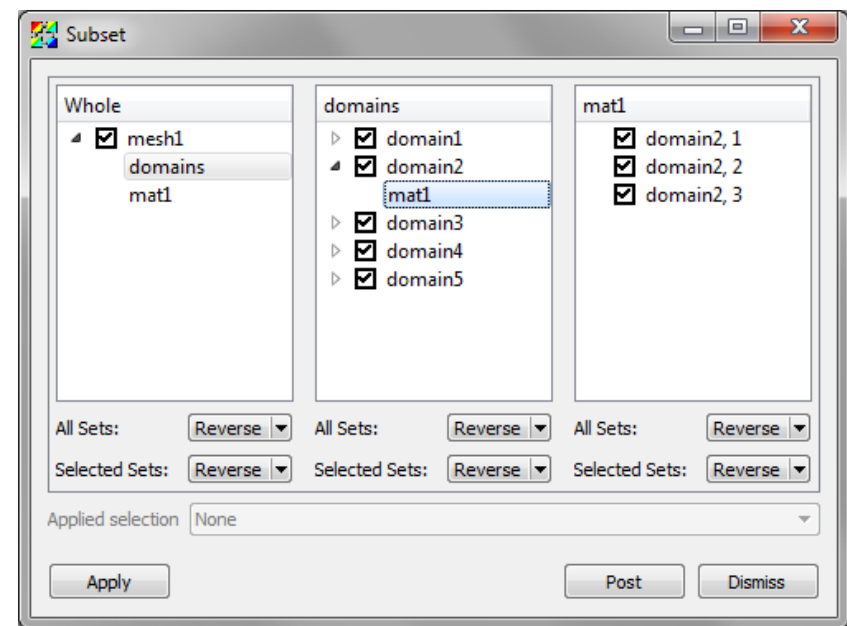 Subset
Whole
mesh1
domains
mat1
domains
domain1
domain2
mat1
domain3
domain4
domain5
mat1
domain2, 1
domain2, 2
domain2, 3
All Sets: Reverse All Sets: Reverse All Sets: Reverse
Selected Sets: Reverse Selected Sets: Reverse Selected Sets: Reverse
Applied selection None
Apply Post Dismiss